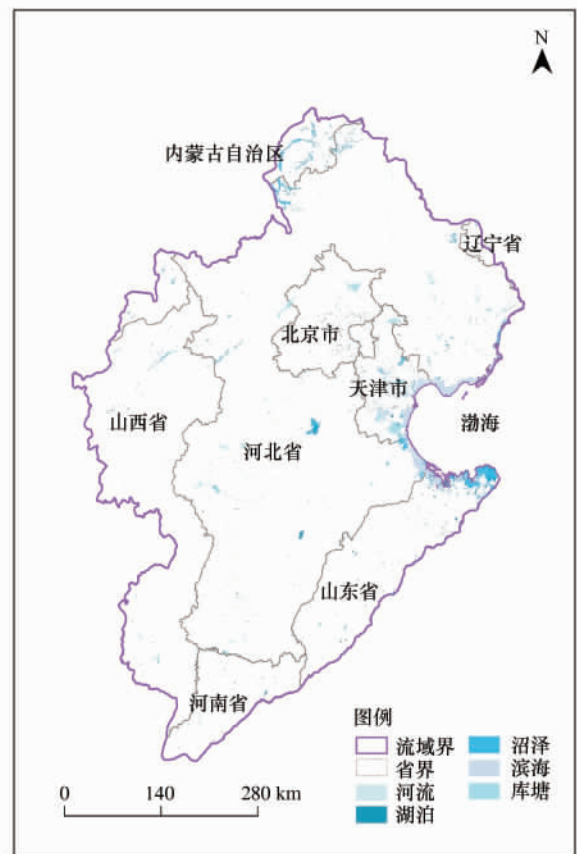 N
内蒙古自治区
辽宁省
北京市
天津市
渤海
山西省
河北省
山东省
河南省
图例
流域界
沼泽
省界
滨海
河流
库塘
湖泊
0 140 280 km